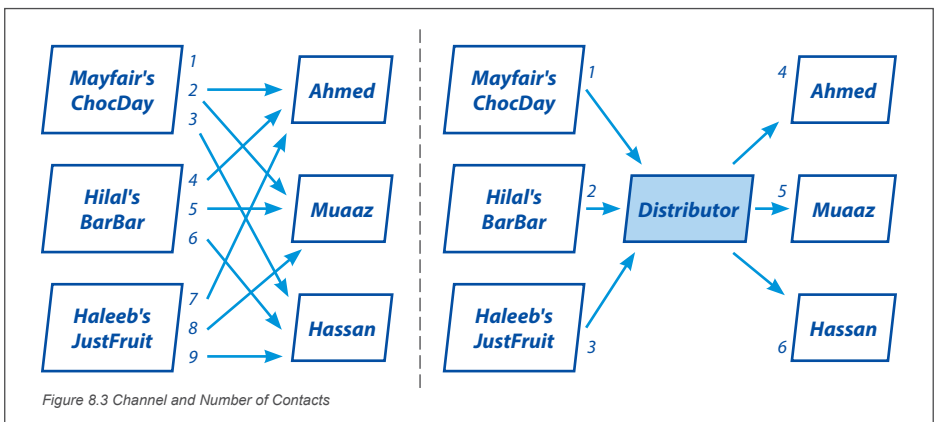 Mayfair's
ChocDay
1
2
3
Ahmed
Hilal's
BarBar
4
5
6
Muaaz
Haleeb's
JustFruit
7
8
9
Hassan
Mayfair's
ChocDay
1
Hilal's
BarBar
2
Haleeb's
JustFruit
3
Distributor
4
Ahmed
5
Muaaz
6
Hassan
Figure 8.3 Channel and Number of Contacts